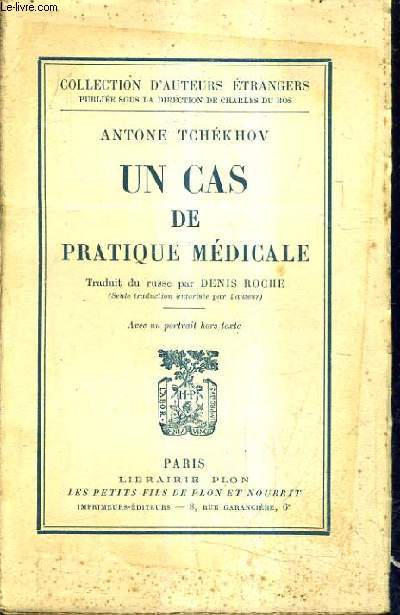 le-livre.com
COLLECTION D'AUTEURS ÉTRANGERS
PUBLIÉE SOUS LA DIRECTION DE CHARLES DU BOS
ANTONE TCHÉKHOV
UN CAS
DE
PRATIQUE MÉDICALE
Traduit du russe par DENIS ROCHE
(Seule traduction autorisée par l'auteur)
Avec un portrait hors texte
LABOR
H-P
PARIS
LIBRAIRIE PLON
LES PETITS-FILS DE PLON ET NOURRIT
IMPRIMEURS-ÉDITEURS — 8, RUE GARANCIÈRE, 6e